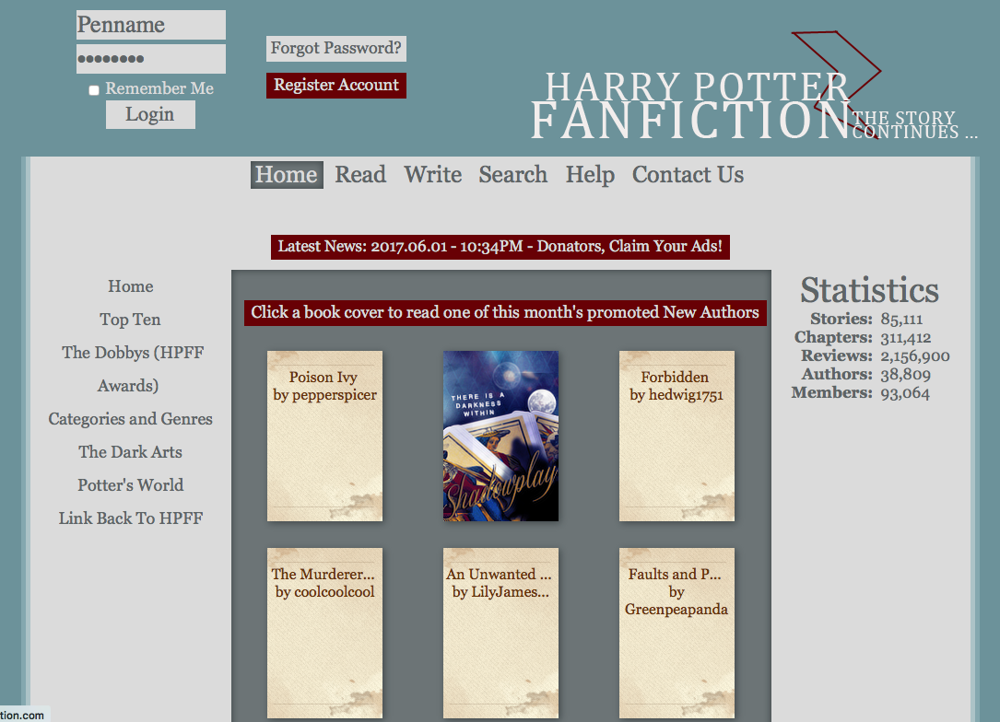 Penname
••••••••
Remember Me
Login
Forgot Password?
Register Account
HARRY POTTER
FANFICTION
THE STORY
CONTINUES ...
Home Read Write Search Help Contact Us
Latest News: 2017.06.01 - 10:34PM - Donators, Claim Your Ads!
Home
Top Ten
The Dobbys (HPFF
Awards)
Categories and Genres
The Dark Arts
Potter's World
Link Back To HPFF
Click a book cover to read one of this month's promoted New Authors
Poison Ivy
by pepperspicer
THERE IS A
DARKNESS
WITHIN
Shadowplay
Forbidden
by hedwig1751
The Murderer...
by coolcoolcool
An Unwanted ...
by LilyJames...
Faults and P...
by
Greenpeapanda
Statistics
Stories: 85,111
Chapters: 311,412
Reviews: 2,156,900
Authors: 38,809
Members: 93,064
tion.com